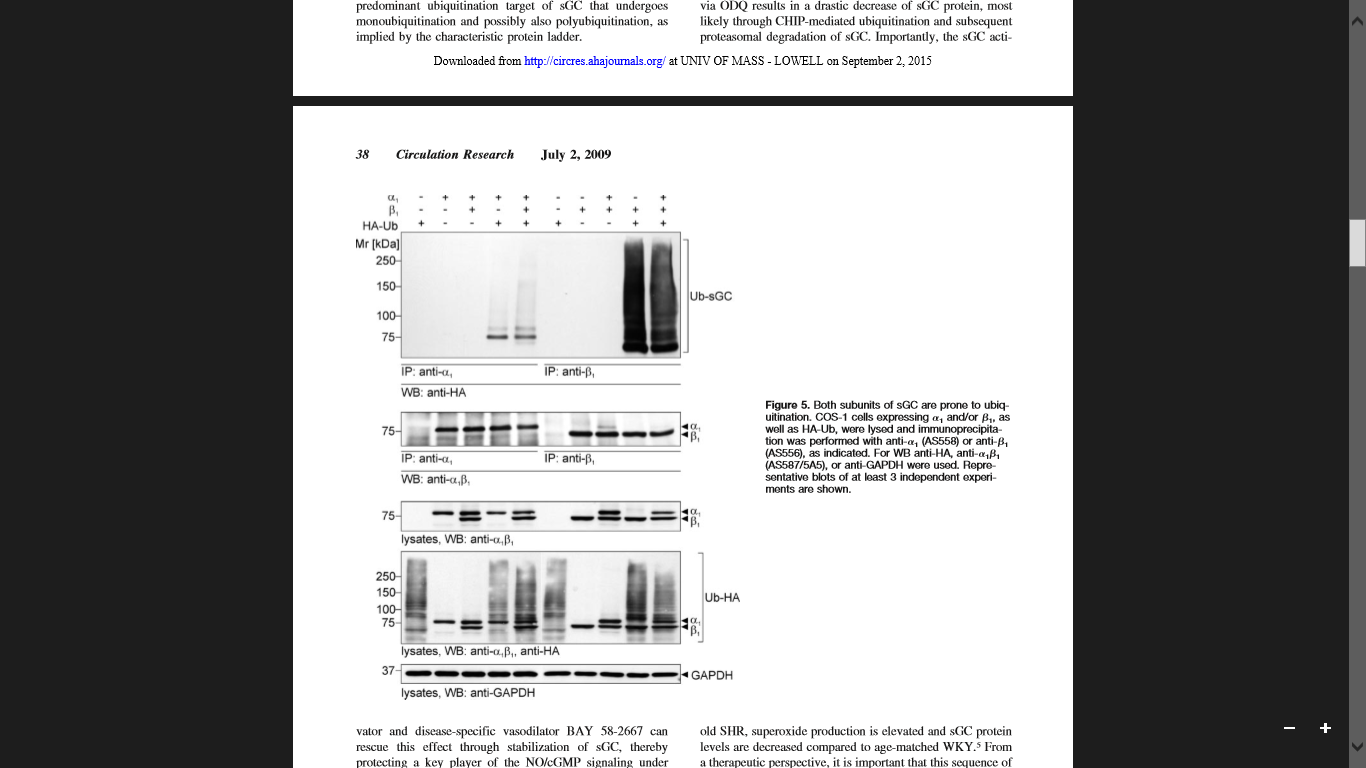 predominant ubiquitination target of sGC that undergoes
monoubiquitination and possibly also polyubiquitination, as
implied by the characteristic protein ladder.
via ODQ results in a drastic decrease of sGC protein, most
likely through CHIP-mediated ubiquitination and subsequent
proteasomal degradation of sGC. Importantly, the sGC acti-
Downloaded from http://circres.ahajournals.org/ at UNIV OF MASS - LOWELL on September 2, 2015
38 Circulation Research July 2, 2009
α₁ - + + + + - - + - +
β₁ - - + - + - + + + +
HA-Ub + - - + + + - - + +
Mr [kDa]
250
150
100
75
Ub-sGC
IP: anti-α₁ IP: anti-β₁
WB: anti-HA
75
α₁
β₁
IP: anti-α₁ IP: anti-β₁
WB: anti-α₁β₁
75
α₁
β₁
lysates, WB: anti-α₁β₁
250
150
100
75
Ub-HA
α₁
β₁
lysates, WB: anti-α₁β₁, anti-HA
37
GAPDH
lysates, WB: anti-GAPDH
Figure 5. Both subunits of sGC are prone to ubiq-
uitination. COS-1 cells expressing α₁ and/or β₁, as
well as HA-Ub, were lysed and immunoprecipita-
tion was performed with anti-α₁ (AS558) or anti-β₁
(AS556), as indicated. For WB anti-HA, anti-α₁β₁
(AS587/5A5), or anti-GAPDH were used. Repre-
sentative blots of at least 3 independent experi-
ments are shown.
vator and disease-specific vasodilator BAY 58-2667 can
rescue this effect through stabilization of sGC, thereby
protecting a key player of the NO/cGMP signaling under
old SHR, superoxide production is elevated and sGC protein
levels are decreased compared to age-matched WKY.⁵ From
a therapeutic perspective, it is important that this sequence of